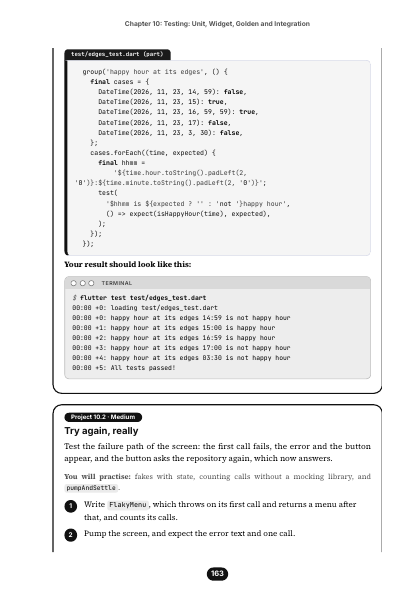 Chapter 10: Testing: Unit, Widget, Golden and Integration
test/edges_test.dart (part)
group('happy hour at its edges', () {
final cases = {
DateTime(2026, 11, 23, 14, 59): false,
DateTime(2026, 11, 23, 15): true,
DateTime(2026, 11, 23, 16, 59, 59): true,
DateTime(2026, 11, 23, 17): false,
DateTime(2026, 11, 23, 3, 30): false,
};
cases.forEach((time, expected) {
final hhmm =
'${time.hour.toString().padLeft(2,
'0')}:${time.minute.toString().padLeft(2, '0')}';
test(
'$hhmm is ${expected ? '' : 'not '}happy hour',
() => expect(isHappyHour(time), expected),
);
});
});
Your result should look like this:
TERMINAL
$ flutter test test/edges_test.dart
00:00 +0: loading test/edges_test.dart
00:00 +0: happy hour at its edges 14:59 is not happy hour
00:00 +1: happy hour at its edges 15:00 is happy hour
00:00 +2: happy hour at its edges 16:59 is happy hour
00:00 +3: happy hour at its edges 17:00 is not happy hour
00:00 +4: happy hour at its edges 03:30 is not happy hour
00:00 +5: All tests passed!
Project 10.2 · Medium
Try again, really
Test the failure path of the screen: the first call fails, the error and the button
appear, and the button asks the repository again, which now answers.
You will practise: fakes with state, counting calls without a mocking library, and
pumpAndSettle.
1 Write FlakyMenu, which throws on its first call and returns a menu after
that, and counts its calls.
2 Pump the screen, and expect the error text and one call.
163